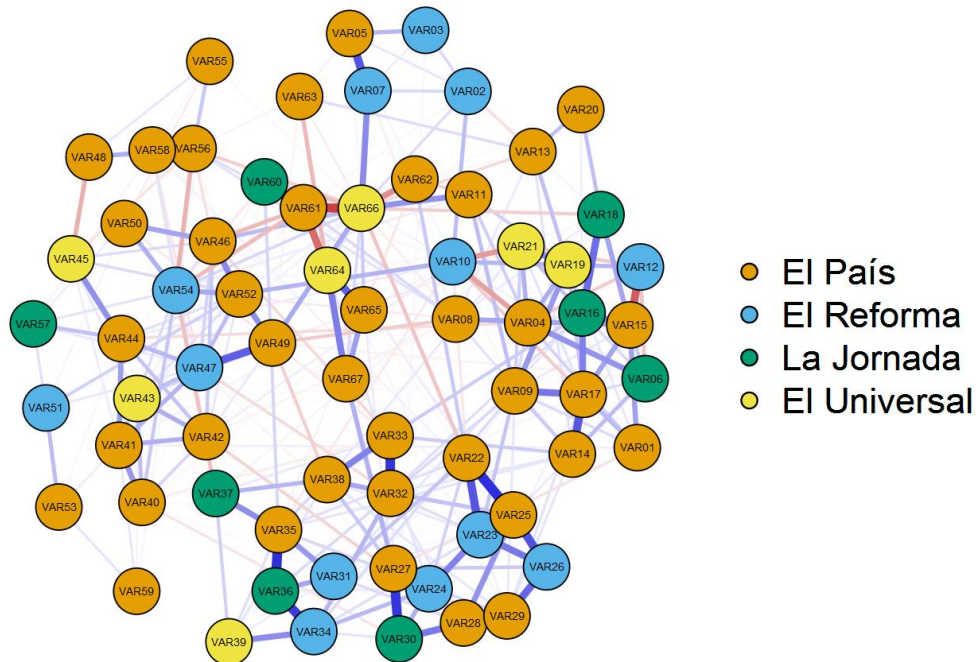 VAR05
VAR03
VAR55
VAR63
VAR07
VAR02
VAR20
VAR48
VAR58
VAR56
VAR13
VAR60
VAR62
VAR61
VAR66
VAR11
VAR18
VAR50
VAR46
VAR45
VAR64
VAR10
VAR21
VAR19
VAR12
VAR54
VAR52
VAR57
VAR44
VAR49
VAR65
VAR08
VAR04
VAR16
VAR15
VAR47
VAR67
VAR06
VAR51
VAR43
VAR09
VAR17
VAR41
VAR42
VAR33
VAR22
VAR14
VAR01
VAR53
VAR40
VAR37
VAR38
VAR32
VAR25
VAR35
VAR23
VAR59
VAR36
VAR31
VAR27
VAR24
VAR26
VAR39
VAR34
VAR30
VAR28
VAR29
El País
El Reforma
La Jornada
El Universal